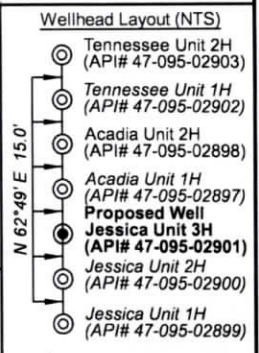 Wellhead Layout (NTS)
Tennessee Unit 2H
(API# 47-095-02903)
Tennessee Unit 1H
(API# 47-095-02902)
Acadia Unit 2H
(API# 47-095-02898)
Acadia Unit 1H
(API# 47-095-02897)
Proposed Well
Jessica Unit 3H
(API# 47-095-02901)
Jessica Unit 2H
(API# 47-095-02900)
Jessica Unit 1H
(API# 47-095-02899)
N 62°49' E 15.0'